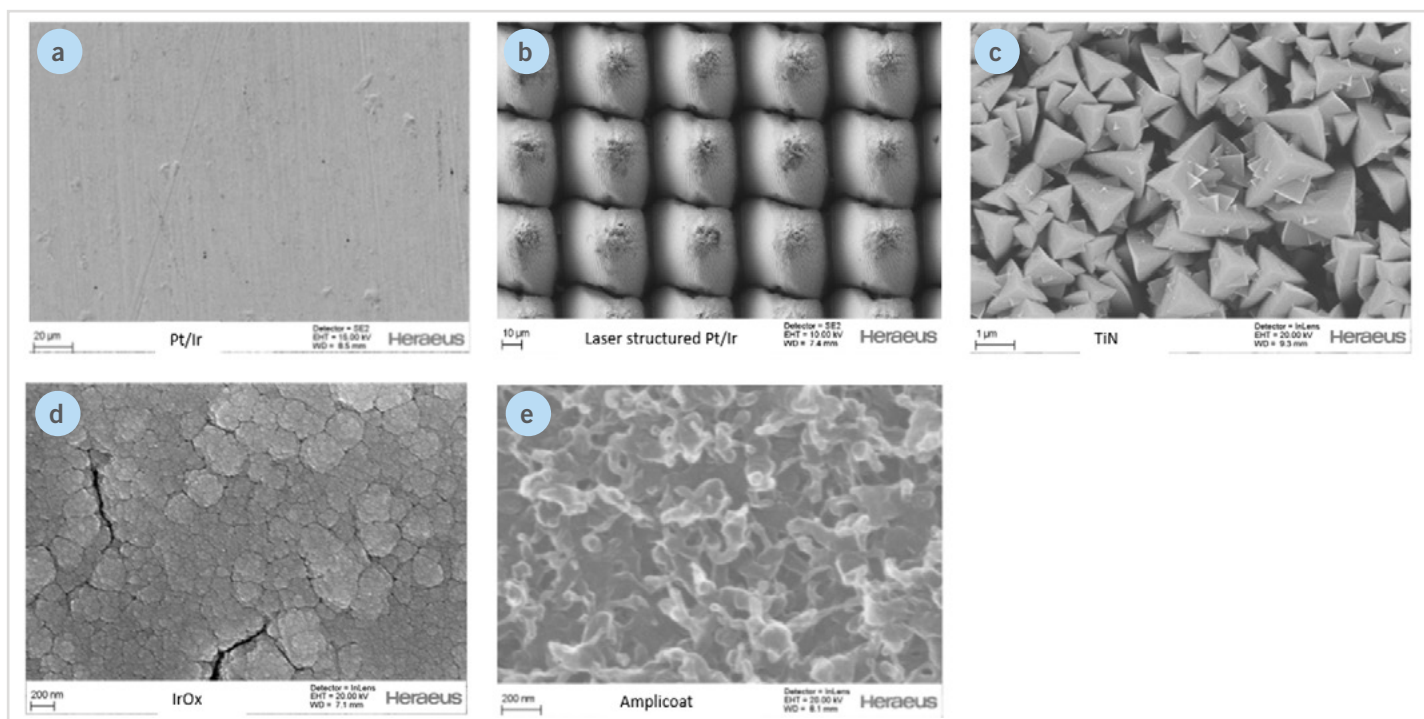 a
20 µm
Pt/Ir
Detector = SE2
EHT = 15.00 kV
WD = 8.5 mm
Heraeus
b
10 µm
Laser structured Pt/Ir
Detector = SE2
EHT = 10.00 kV
WD = 7.4 mm
Heraeus
c
1 µm
TiN
Detector = InLens
EHT = 20.00 kV
WD = 9.3 mm
Heraeus
d
200 nm
IrOx
Detector = InLens
EHT = 20.00 kV
WD = 7.1 mm
Heraeus
e
200 nm
Amplicoat
Detector = InLens
EHT = 20.00 kV
WD = 8.1 mm
Heraeus